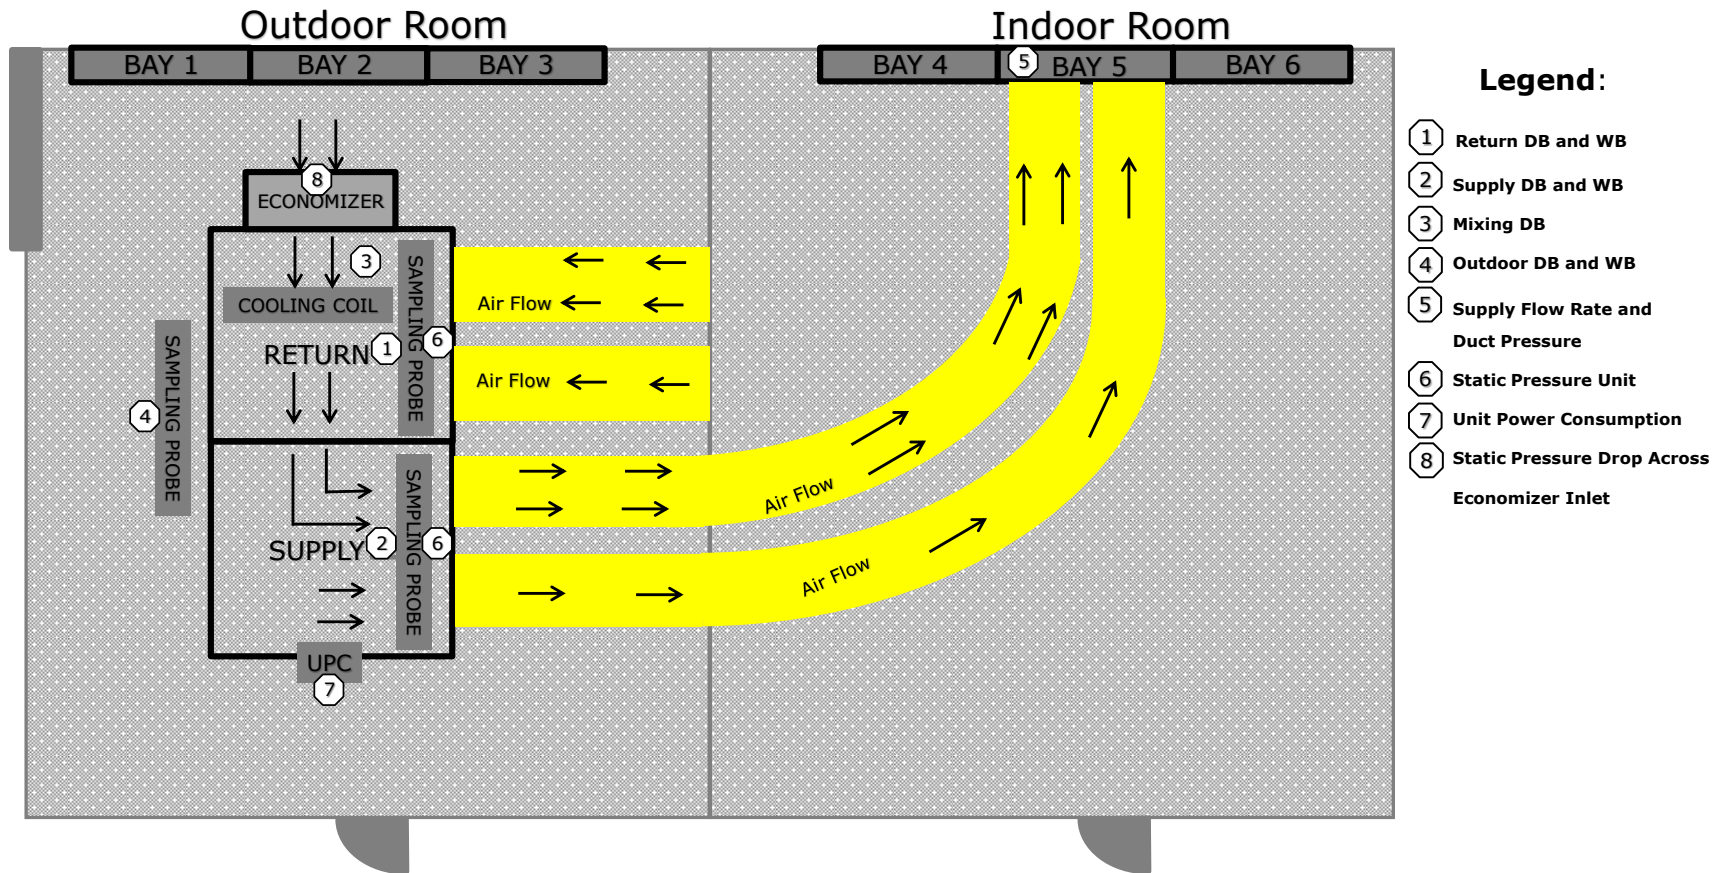 Outdoor Room
Indoor Room
BAY 1
BAY 2
BAY 3
BAY 4
5
BAY 5
BAY 6
8
ECONOMIZER
3
COOLING COIL
SAMPLING PROBE
RETURN
1
6
Air Flow
Air Flow
4
SAMPLING PROBE
SUPPLY
2
6
SAMPLING PROBE
Air Flow
Air Flow
UPC
7
Legend:
1 Return DB and WB
2 Supply DB and WB
3 Mixing DB
4 Outdoor DB and WB
5 Supply Flow Rate and
Duct Pressure
6 Static Pressure Unit
7 Unit Power Consumption
8 Static Pressure Drop Across
Economizer Inlet